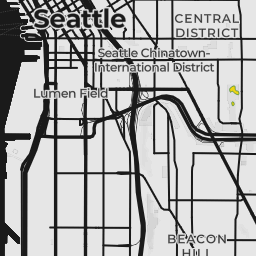 Seattle
CENTRAL
DISTRICT
Seattle Chinatown-
International District
Lumen Field
BEACON
HILL